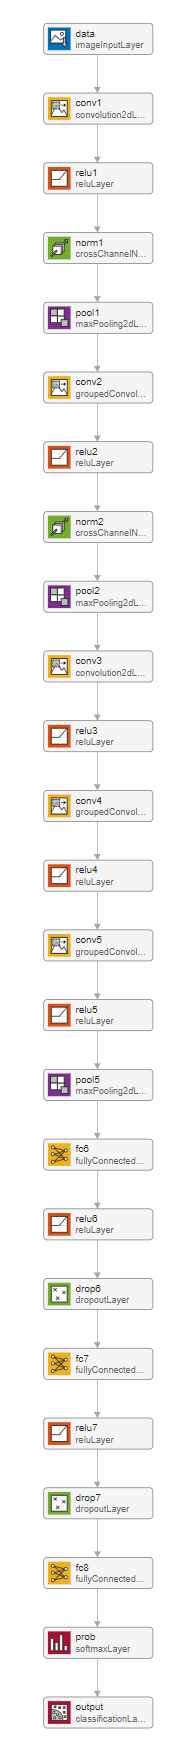 data
imageInputLayer
conv1
convolution2dL...
relu1
reluLayer
norm1
crossChannelN...
pool1
maxPooling2dL...
conv2
groupedConvol...
relu2
reluLayer
norm2
crossChannelN...
pool2
maxPooling2dL...
conv3
convolution2dL...
relu3
reluLayer
conv4
groupedConvol...
relu4
reluLayer
conv5
groupedConvol...
relu5
reluLayer
pool5
maxPooling2dL...
fc6
fullyConnected...
relu6
reluLayer
drop6
dropoutLayer
fc7
fullyConnected...
relu7
reluLayer
drop7
dropoutLayer
fc8
fullyConnected...
prob
softmaxLayer
output
classificationLa...